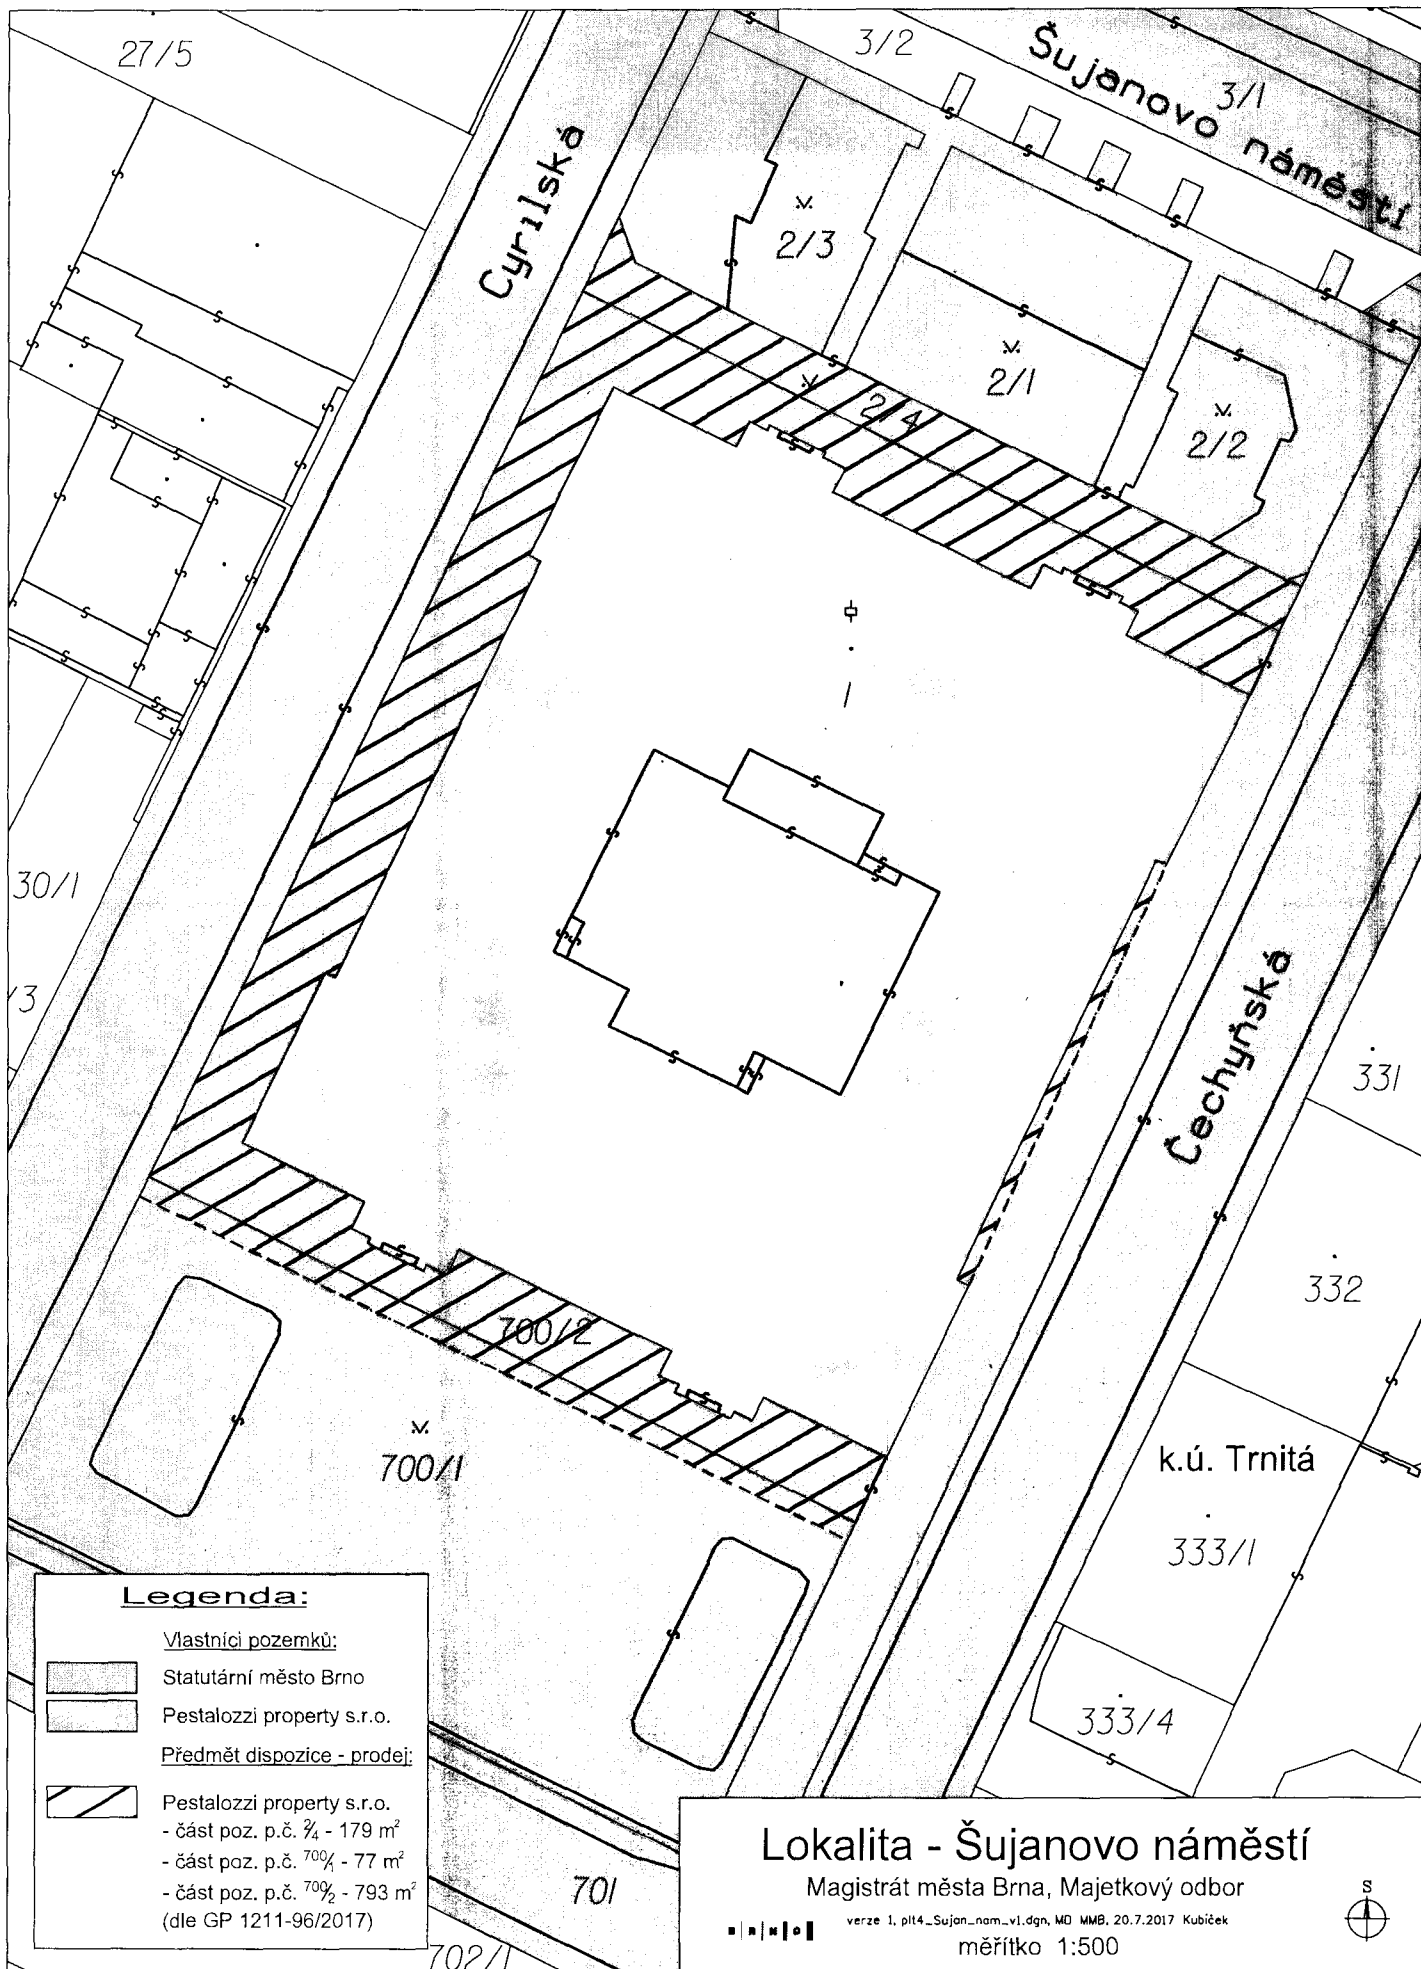 27/5
3/2
Šujanovo náměstí
3/1
Cyrilská
2/3
2/1
2/4
2/2
30/1
/3
Čechyňská
331
332
700/2
700/1
k.ú. Trnitá
333/1
333/4
Legenda:
Vlastníci pozemků:
Statutární město Brno
Pestalozzi property s.r.o.
Předmět dispozice - prodej:
Pestalozzi property s.r.o.
- část poz. p.č. 2/4 - 179 m²
- část poz. p.č. 700/1 - 77 m²
- část poz. p.č. 700/2 - 793 m²
(dle GP 1211-96/2017)
701
702/1
Lokalita - Šujanovo náměstí
Magistrát města Brna, Majetkový odbor
B R N O
verze 1, plt4_Sujan_nam_v1.dgn, MO MMB, 20.7.2017 Kubíček
měřítko 1:500
S